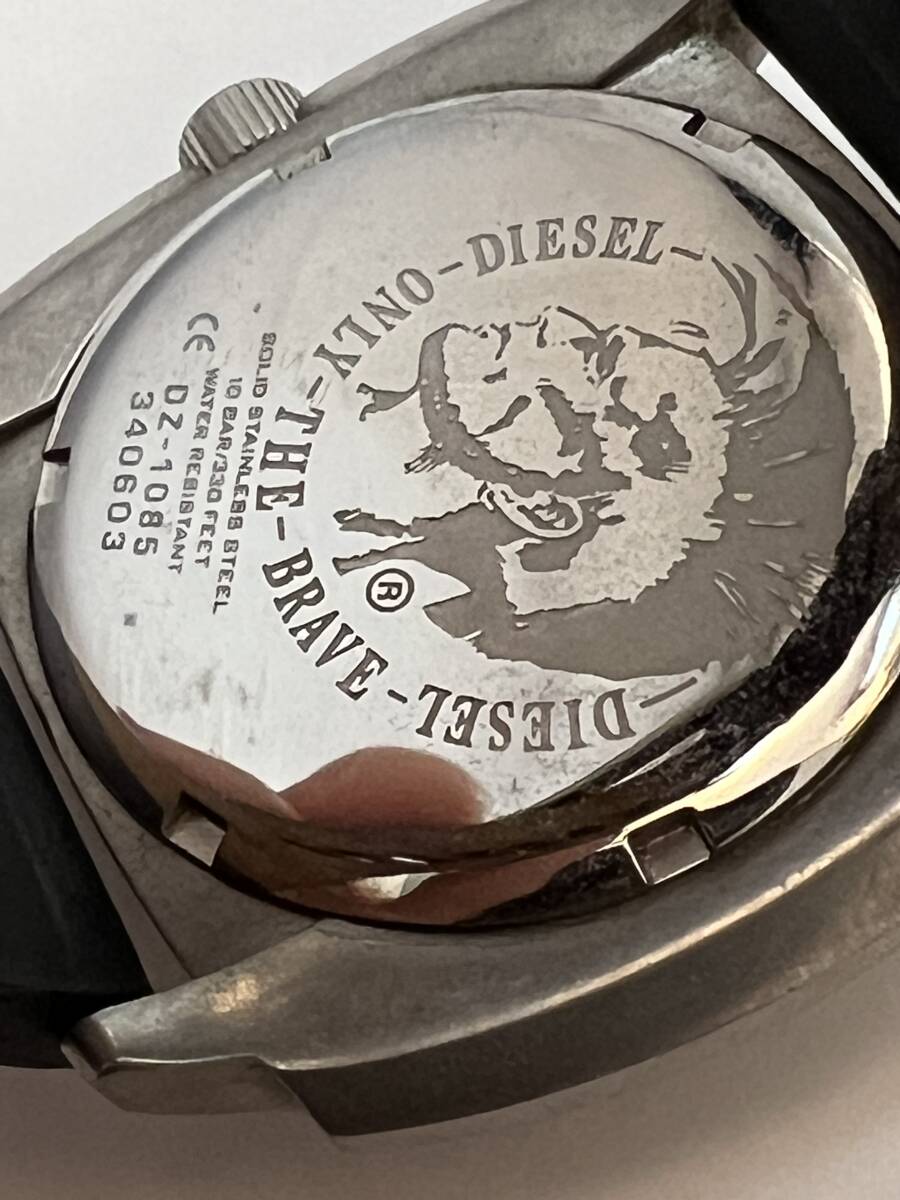 DIESEL–ONLY–THE–BRAVE–DIESEL
®
SOLID STAINLESS STEEL
10 BAR/330 FEET
WATER RESISTANT
CE DZ-1085
340603